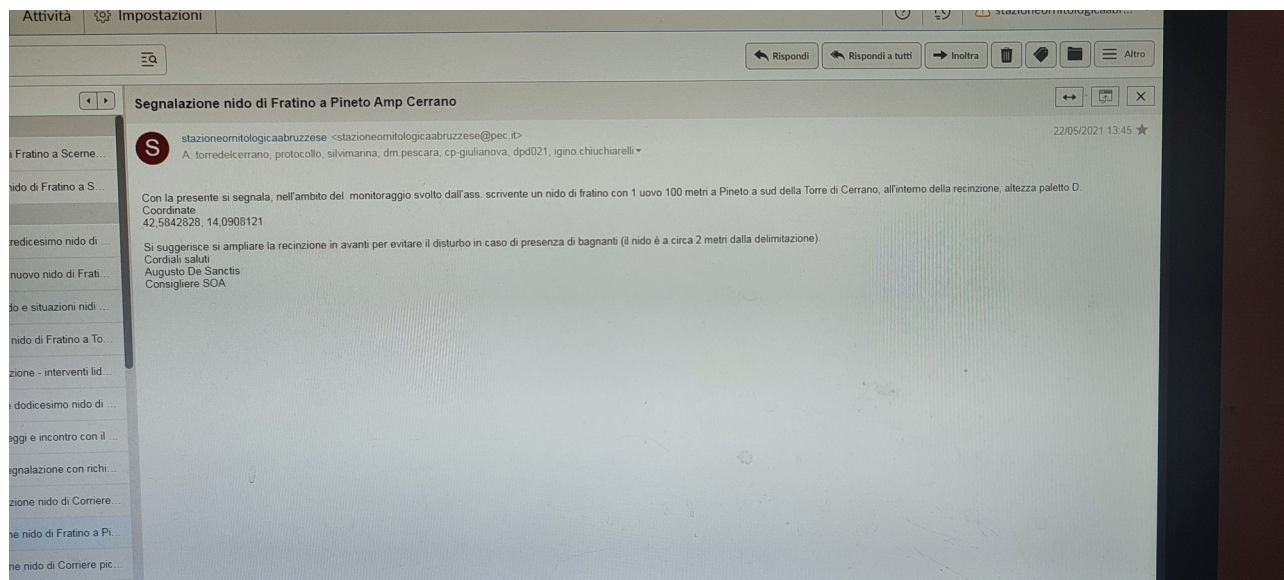 Attività Impostazioni
Rispondi Rispondi a tutti Inoltra Altro
Segnalazione nido di Fratino a Pineto Amp Cerrano
S
stazioneornitologicaabruzzese <stazioneornitologicaabruzzese@pec.it>
22/05/2021 13:45
A: torredelcerrano, protocollo, silvimarina, dm.pescara, cp-giulianova, dpd021, igino.chiuchiarelli
Con la presente si segnala, nell'ambito del monitoraggio svolto dall'ass. scrivente un nido di fratino con 1 uovo 100 metri a Pineto a sud della Torre di Cerrano, all'interno della recinzione, altezza paletto D.
Coordinate
42,5842828, 14,0908121
Si suggerisce si ampliare la recinzione in avanti per evitare il disturbo in caso di presenza di bagnanti (il nido è a circa 2 metri dalla delimitazione).
Cordiali saluti
Augusto De Sanctis
Consigliere SOA
i Fratino a Scerne...
nido di Fratino a S...
redicesimo nido di ...
nuovo nido di Frati...
do e situazioni nidi ...
nido di Fratino a To...
zione - interventi lid...
dodicesimo nido di ...
eggi e incontro con il ...
egnalazione con richi...
zione nido di Corriere...
ne nido di Fratino a Pi...
ne nido di Corriere pic...